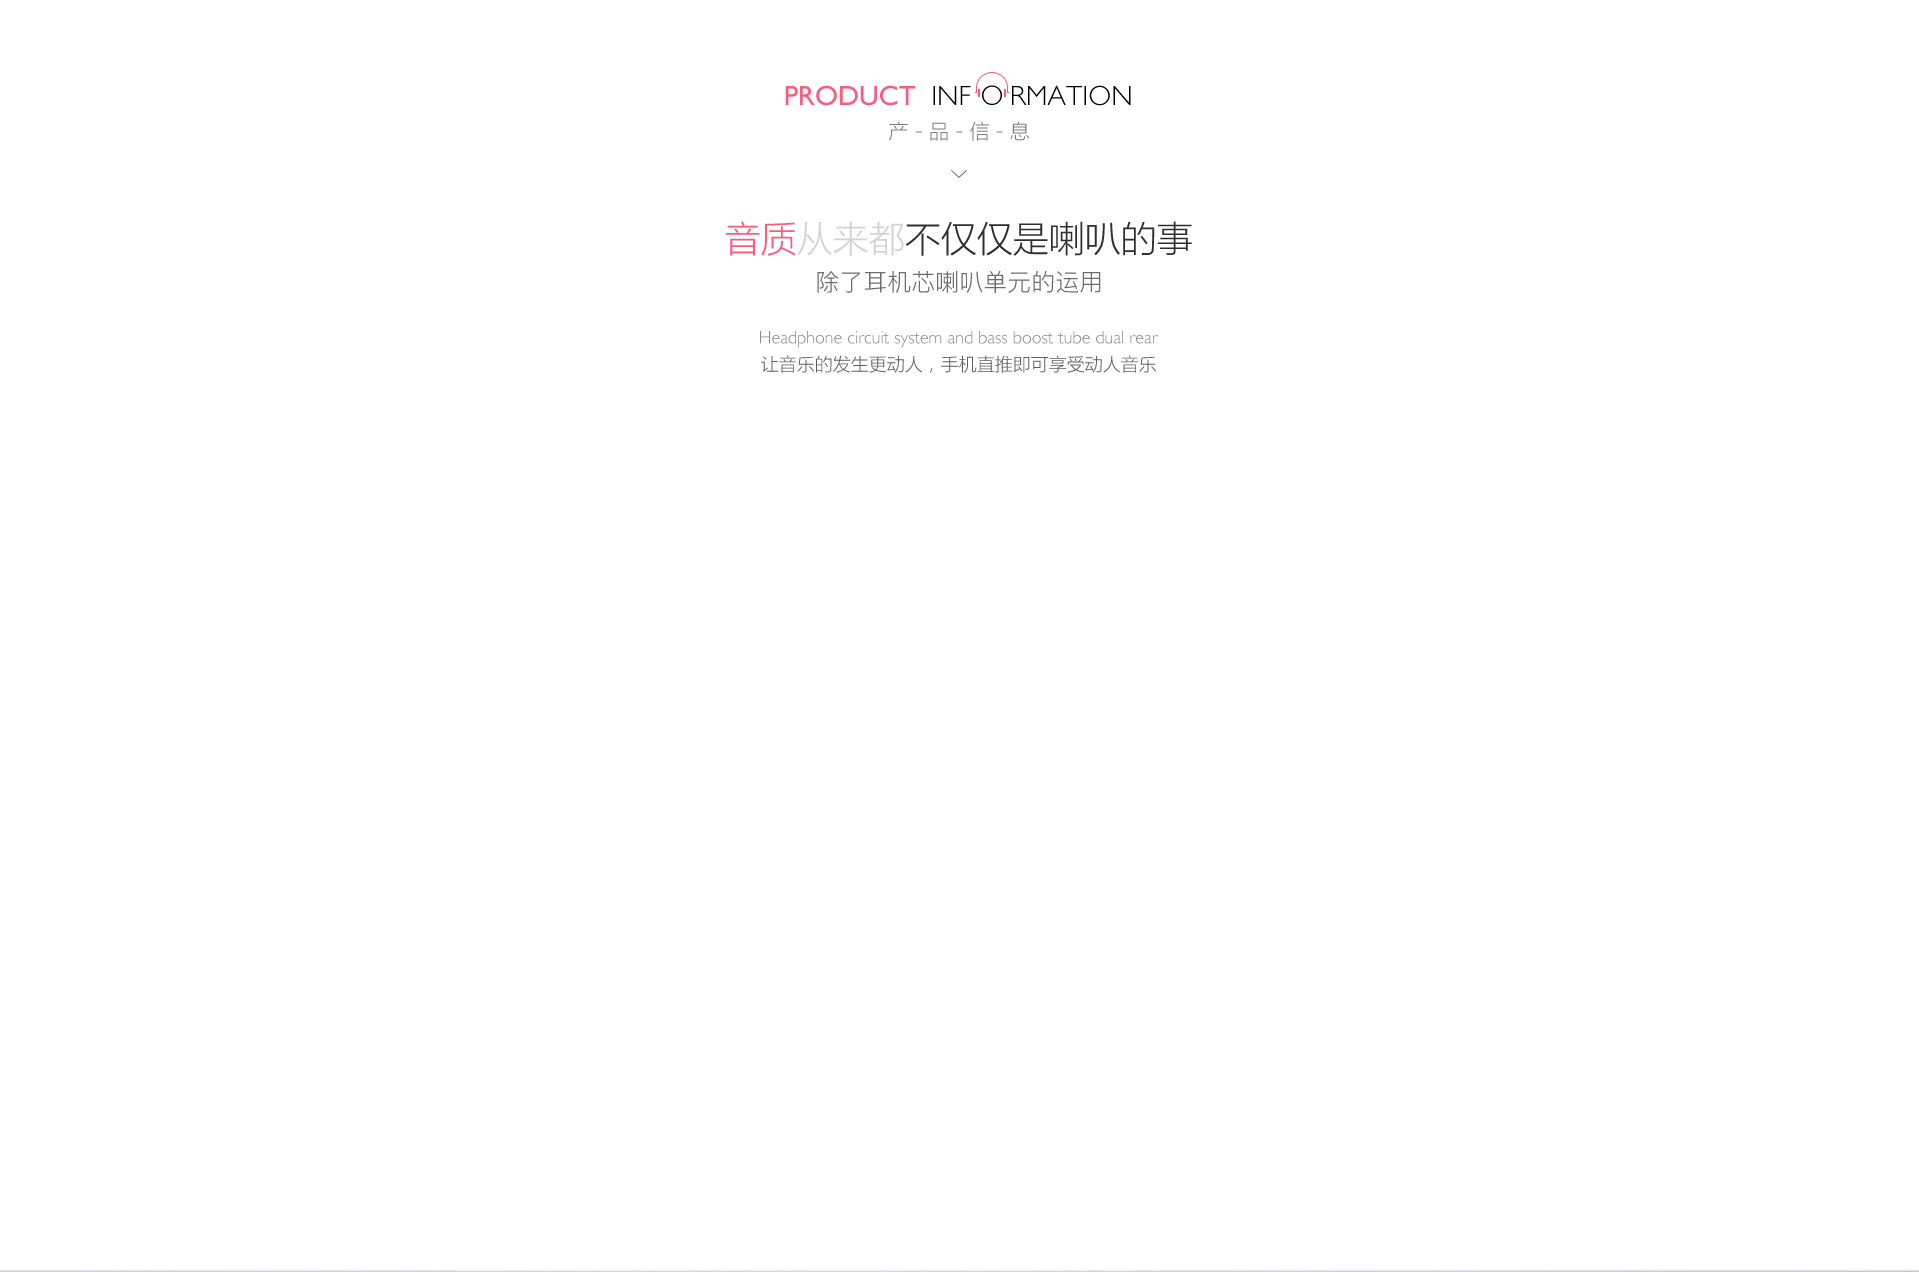 PRODUCT INFORMATION
产-品-信-息
音质从来都不仅仅是喇叭的事
除了耳机芯喇叭单元的运用
Headphone circuit system and bass boost tube dual rear
让音乐的发生更动人，手机直推即可享受动人音乐